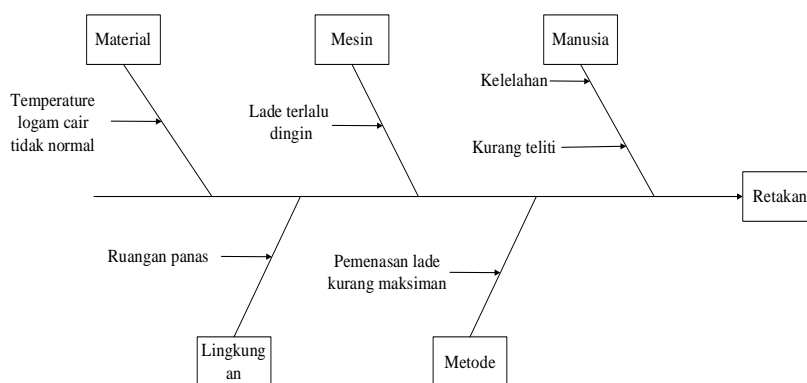 Material
Mesin
Manusia
Temperature
logam cair
tidak normal
Lade terlalu
dingin
Kelelahan
Kurang teliti
Retakan
Ruangan panas
Pemenasan lade
kurang maksiman
Lingkung
an
Metode